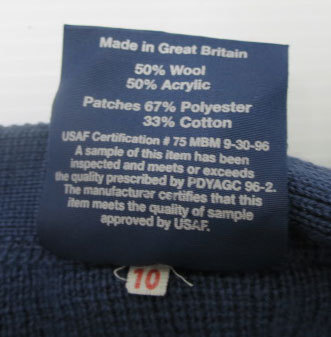 Made in Great Britain
50% Wool
50% Acrylic
Patches 67% Polyester
33% Cotton
USAF Certification # 75 MBM 9-30-96
A sample of this item has been
inspected and meets or exceeds
the quality prescribed by PDYAGC 96-2.
The manufacturer certifies that this
item meets the quality of sample
approved by USAF.
10